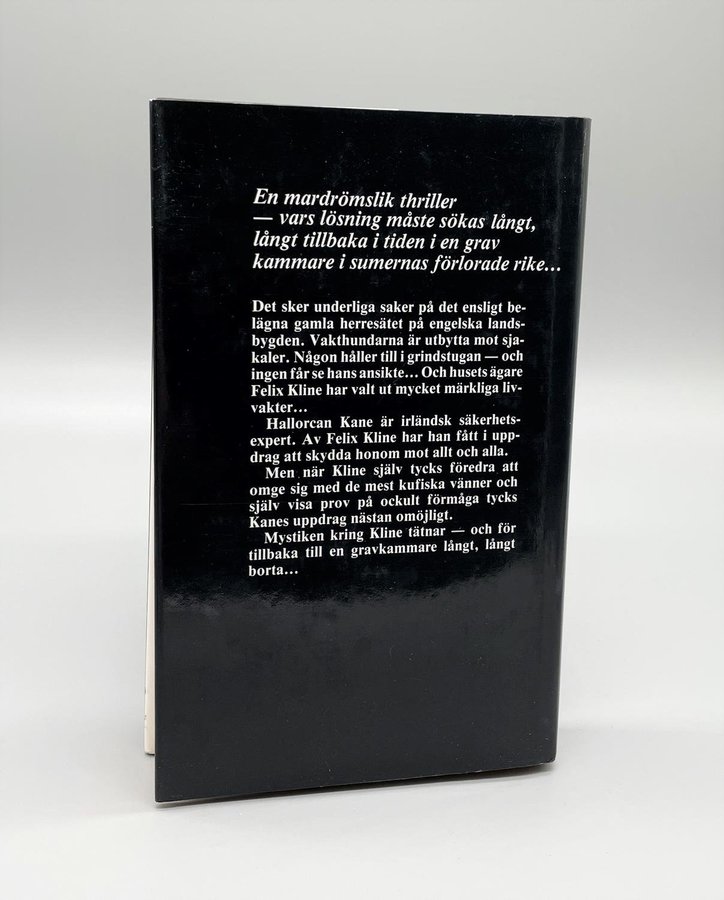 En mardrömslik thriller
— vars lösning måste sökas långt,
långt tillbaka i tiden i en grav
kammare i sumernas förlorade rike...
Det sker underliga saker på det ensligt be-
lägna gamla herresätet på engelska lands-
bygden. Vakthundarna är utbytta mot sja-
kaler. Någon håller till i grindstugan — och
ingen får se hans ansikte... Och husets ägare
Felix Kline har valt ut mycket märkliga liv-
vakter...
Hallorcan Kane är irländsk säkerhets-
expert. Av Felix Kline har han fått i upp-
drag att skydda honom mot allt och alla.
Men när Kline själv tycks föredra att
omge sig med de mest kufiska vänner och
själv visa prov på ockult förmåga tycks
Kanes uppdrag nästan omöjligt.
Mystiken kring Kline tätnar — och för
tillbaka till en gravkammare långt, långt
borta...